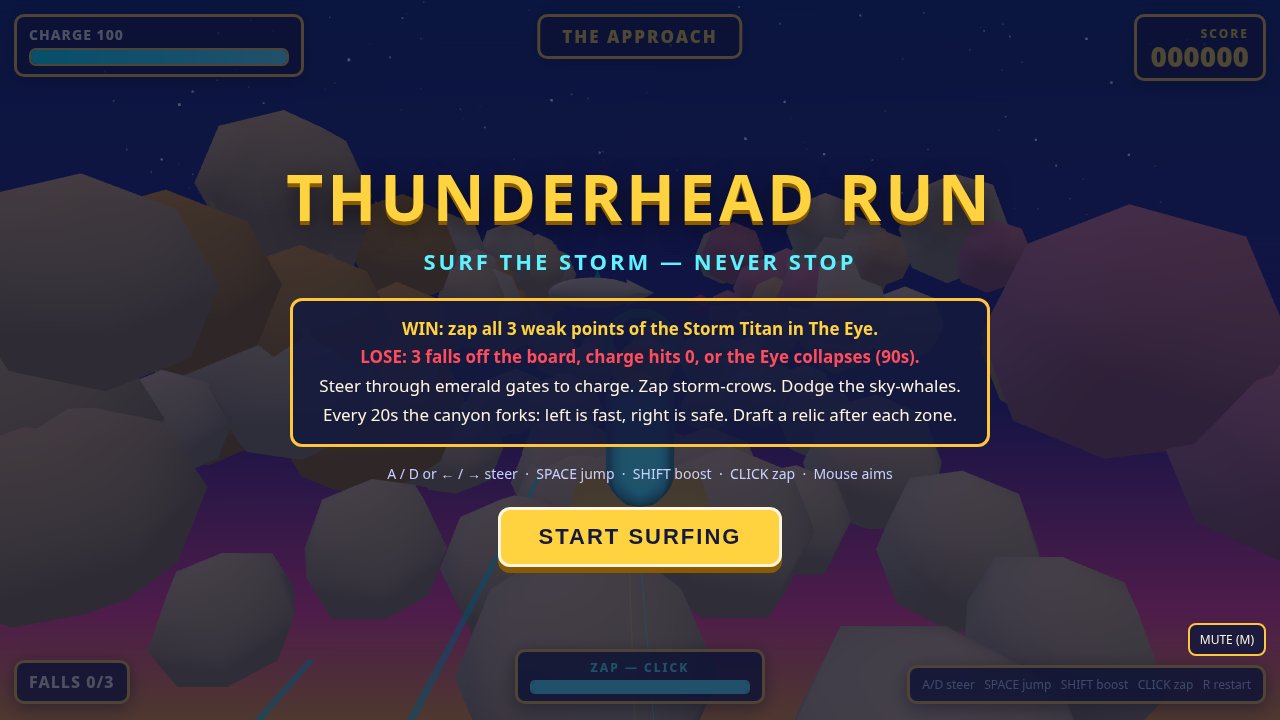 CHARGE 100
THE APPROACH
SCORE
000000
THUNDERHEAD RUN
SURF THE STORM — NEVER STOP
WIN: zap all 3 weak points of the Storm Titan in The Eye.
LOSE: 3 falls off the board, charge hits 0, or the Eye collapses (90s).
Steer through emerald gates to charge. Zap storm-crows. Dodge the sky-whales.
Every 20s the canyon forks: left is fast, right is safe. Draft a relic after each zone.
A / D or ← / → steer · SPACE jump · SHIFT boost · CLICK zap · Mouse aims
START SURFING
MUTE (M)
FALLS 0/3
ZAP — CLICK
A/D steer SPACE jump SHIFT boost CLICK zap R restart